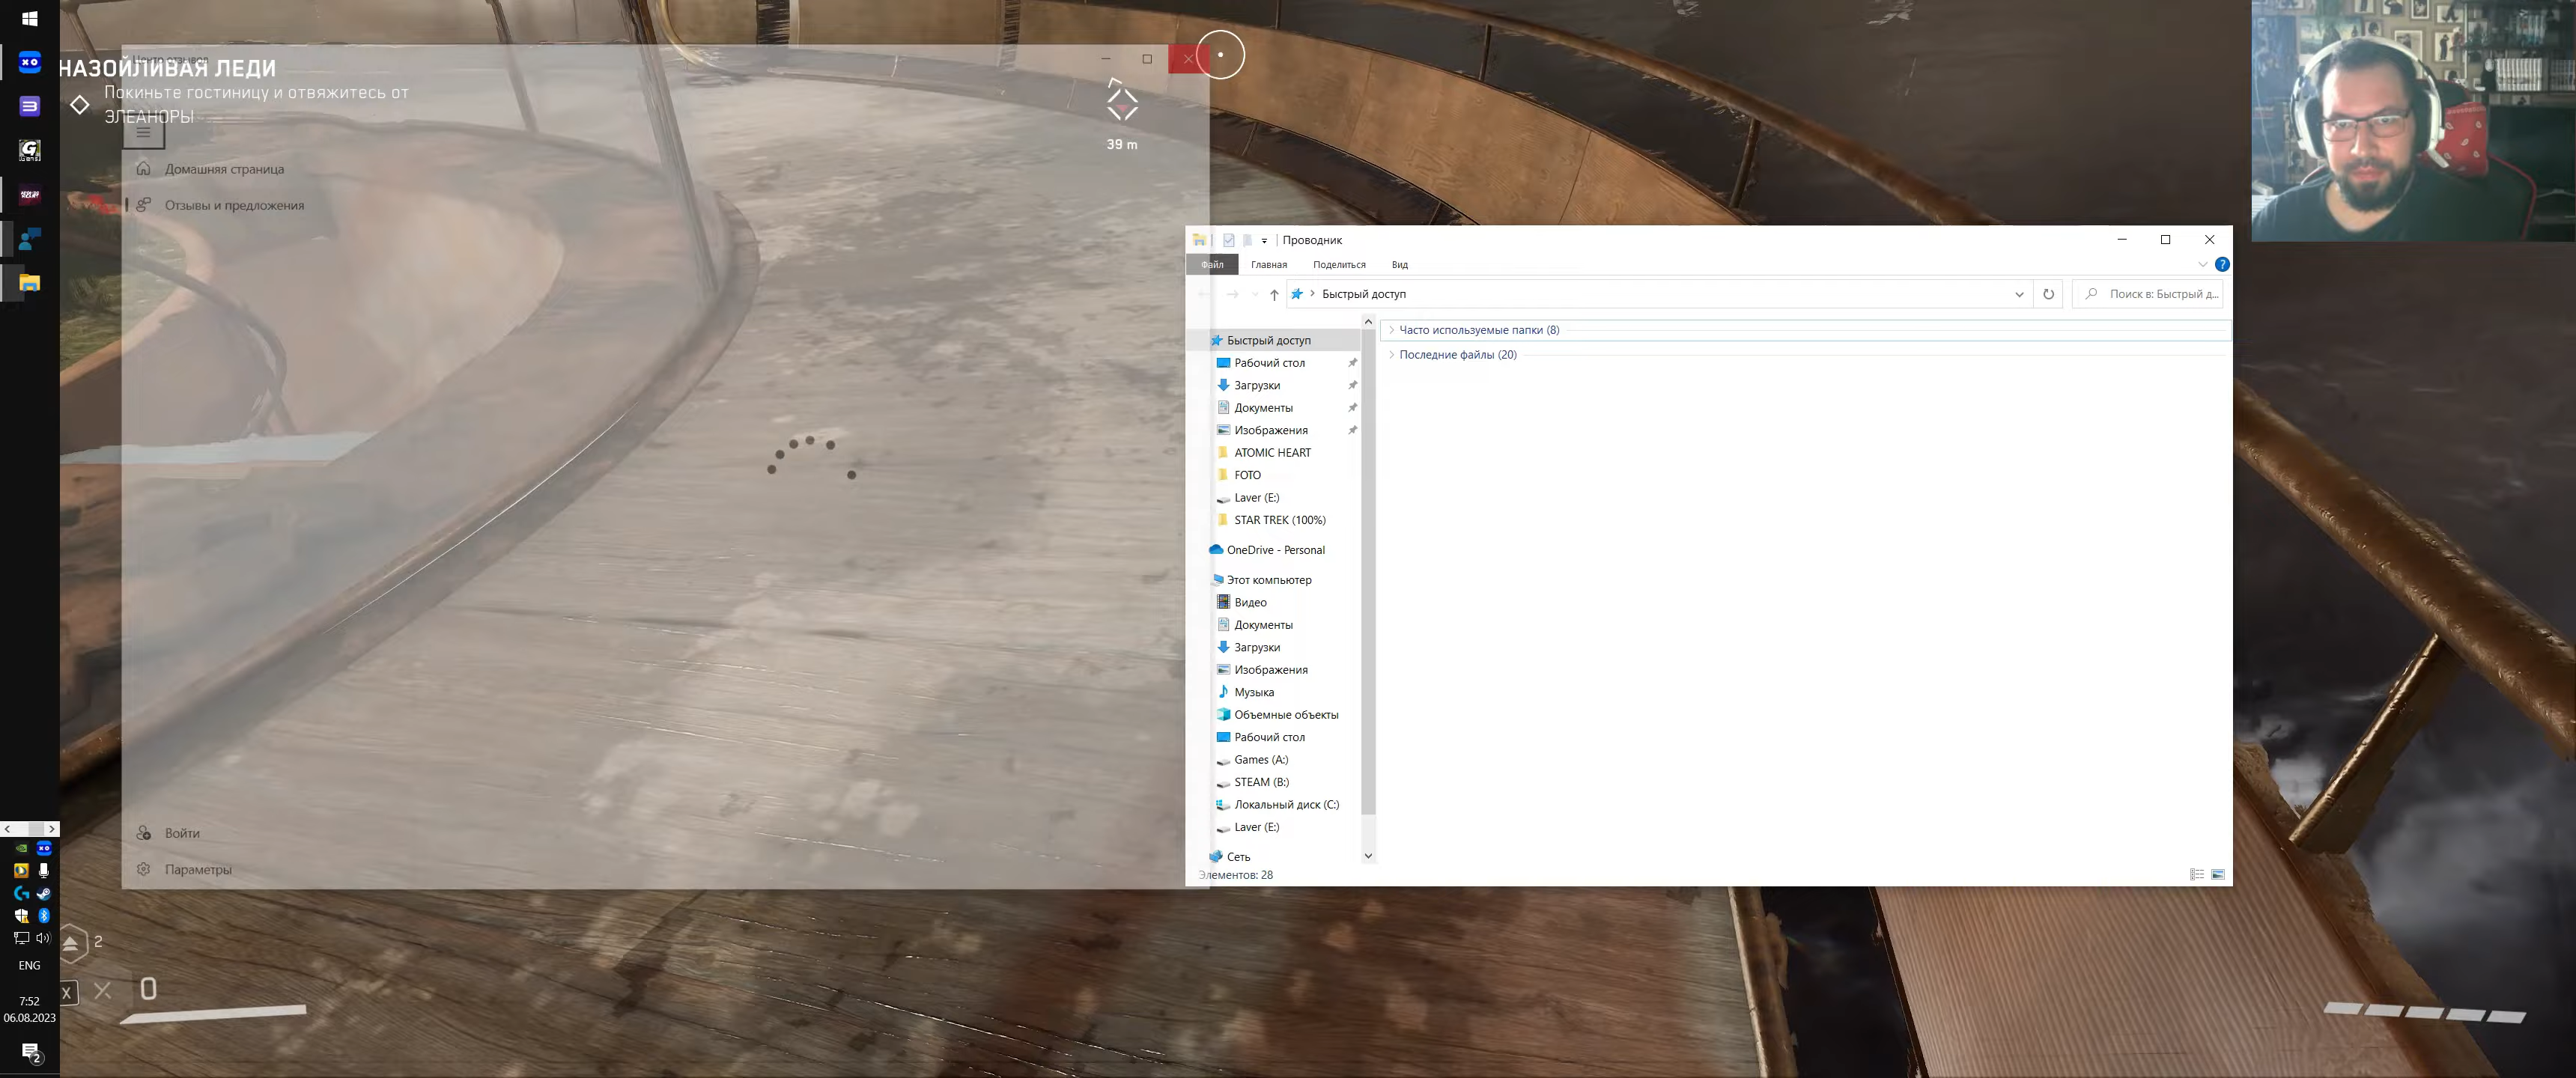 НАЗОЙЛИВАЯ ЛЕДИ
Покиньте гостиницу и отвяжитесь от
ЭЛЕАНОРЫ
39 m
Домашняя страница
Отзывы и предложения
Войти
Параметры
Проводник
Файл
Главная
Поделиться
Вид
Быстрый доступ
Поиск в: Быстрый д...
Быстрый доступ
Рабочий стол
Загрузки
Документы
Изображения
ATOMIC HEART
FOTO
Laver (E:)
STAR TREK (100%)
OneDrive - Personal
Этот компьютер
Видео
Документы
Загрузки
Изображения
Музыка
Объемные объекты
Рабочий стол
Games (A:)
STEAM (B:)
Локальный диск (C:)
Laver (E:)
Сеть
Элементов: 28
Часто используемые папки (8)
Последние файлы (20)
ENG
7:52
06.08.2023
2
2
X
0